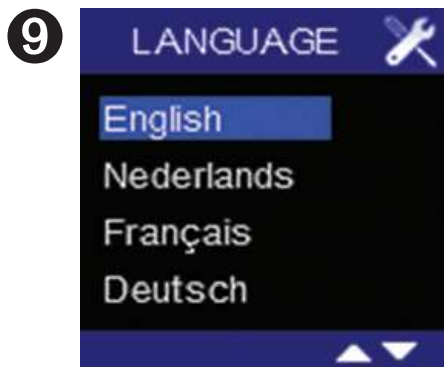 9 LANGUAGE
English
Nederlands
Français
Deutsch